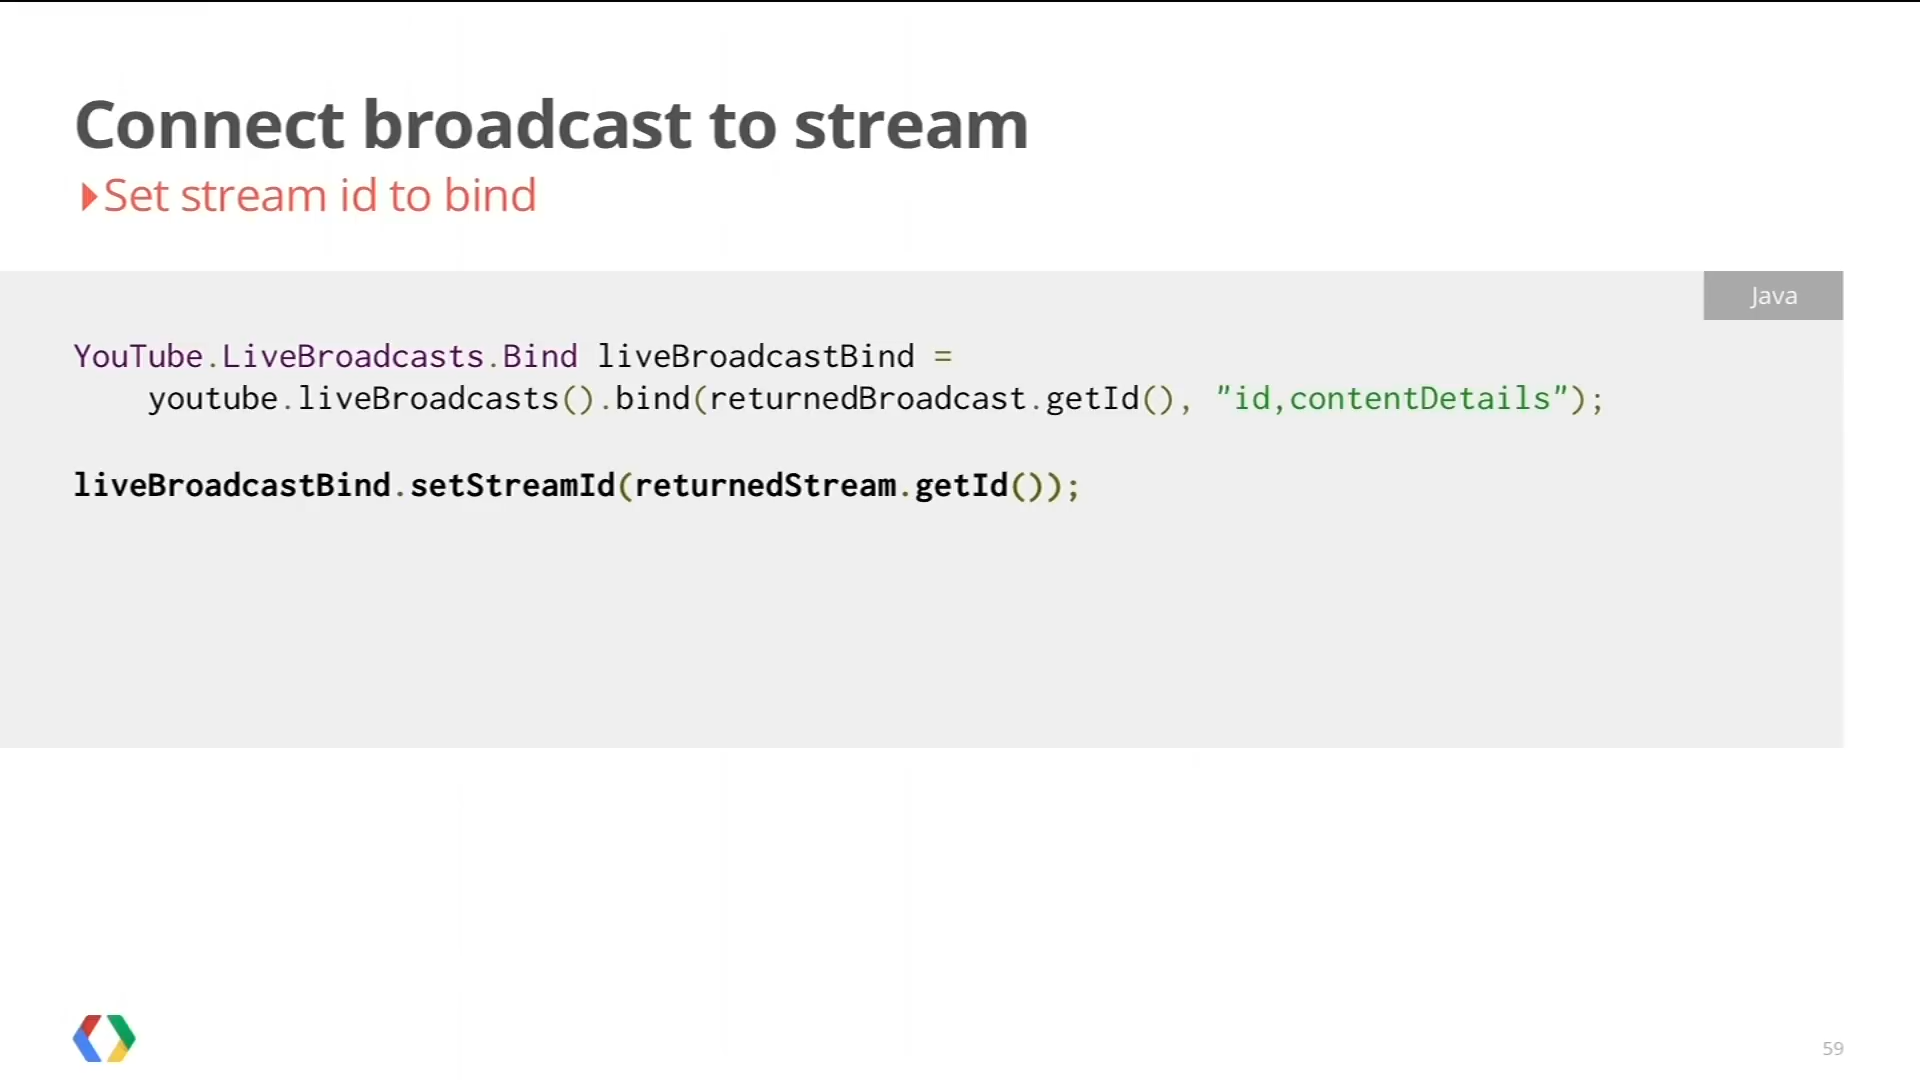 Connect broadcast to stream
Set stream id to bind
Java
YouTube.LiveBroadcasts.Bind liveBroadcastBind =
youtube.liveBroadcasts().bind(returnedBroadcast.getId(), "id,contentDetails");
liveBroadcastBind.setStreamId(returnedStream.getId());
59